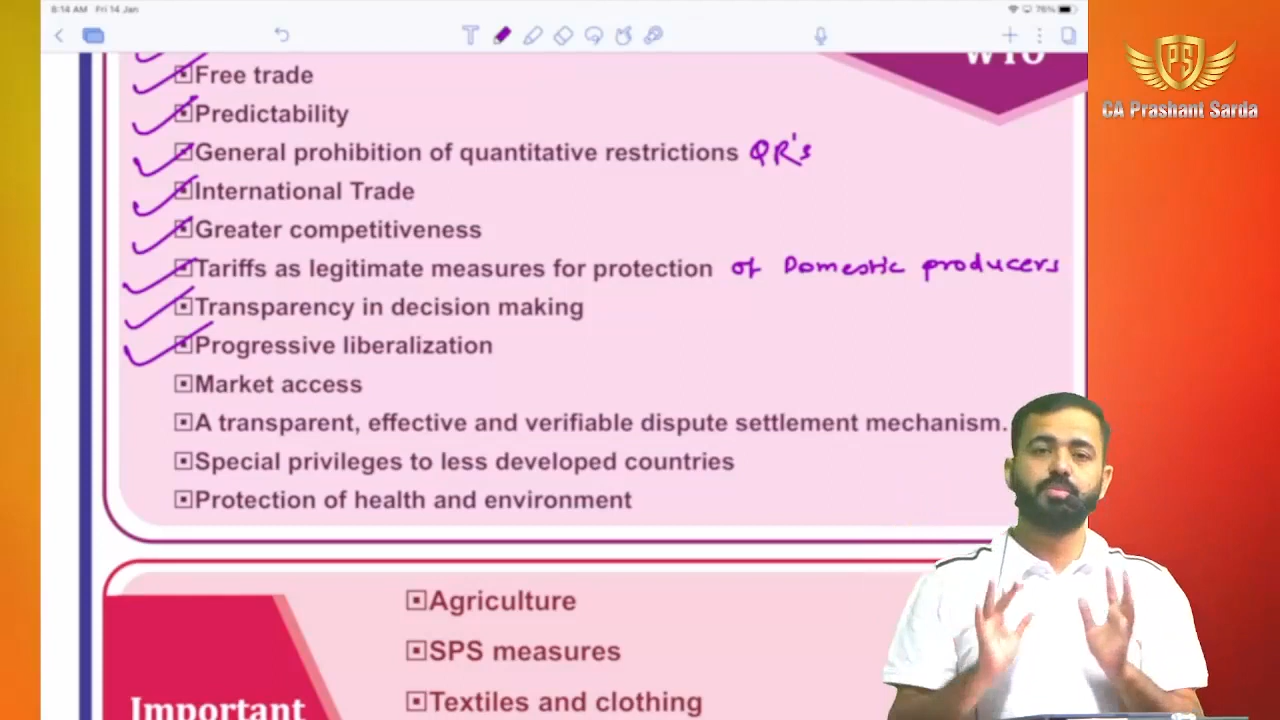 8:14 AM Fri 14 Jan
76%
WTO
Free trade
Predictability
General prohibition of quantitative restrictions QR's
International Trade
Greater competitiveness
Tariffs as legitimate measures for protection of Domestic producers
Transparency in decision making
Progressive liberalization
Market access
A transparent, effective and verifiable dispute settlement mechanism.
Special privileges to less developed countries
Protection of health and environment
Agriculture
SPS measures
Textiles and clothing
Important
PS
CA Prashant Sarda